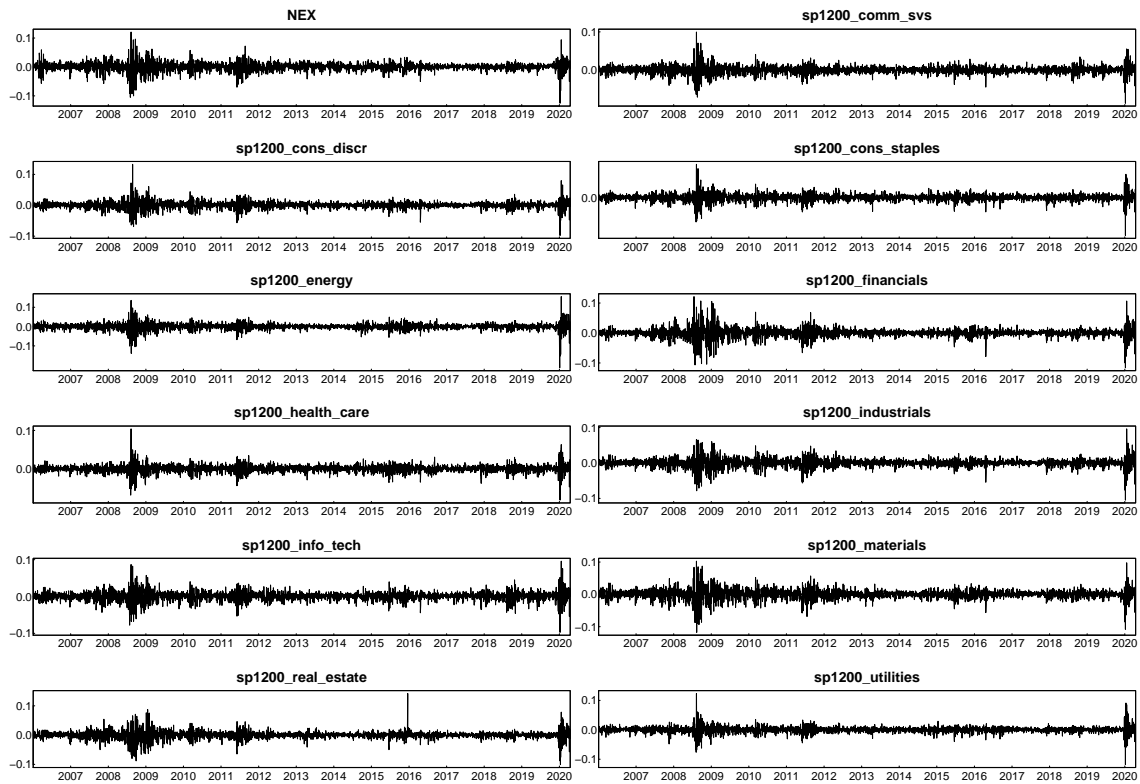 NEX
0.1
0.0
−0.1
2007 2008 2009 2010 2011 2012 2013 2014 2015 2016 2017 2018 2019 2020
sp1200_comm_svs
0.1
0.0
2007 2008 2009 2010 2011 2012 2013 2014 2015 2016 2017 2018 2019 2020
sp1200_cons_discr
0.1
0.0
−0.1
2007 2008 2009 2010 2011 2012 2013 2014 2015 2016 2017 2018 2019 2020
sp1200_cons_staples
0.0
2007 2008 2009 2010 2011 2012 2013 2014 2015 2016 2017 2018 2019 2020
sp1200_energy
0.1
0.0
−0.1
2007 2008 2009 2010 2011 2012 2013 2014 2015 2016 2017 2018 2019 2020
sp1200_financials
0.1
0.0
−0.1
2007 2008 2009 2010 2011 2012 2013 2014 2015 2016 2017 2018 2019 2020
sp1200_health_care
0.1
0.0
2007 2008 2009 2010 2011 2012 2013 2014 2015 2016 2017 2018 2019 2020
sp1200_industrials
0.1
0.0
−0.1
2007 2008 2009 2010 2011 2012 2013 2014 2015 2016 2017 2018 2019 2020
sp1200_info_tech
0.1
0.0
−0.1
2007 2008 2009 2010 2011 2012 2013 2014 2015 2016 2017 2018 2019 2020
sp1200_materials
0.1
0.0
−0.1
2007 2008 2009 2010 2011 2012 2013 2014 2015 2016 2017 2018 2019 2020
sp1200_real_estate
0.1
0.0
−0.1
2007 2008 2009 2010 2011 2012 2013 2014 2015 2016 2017 2018 2019 2020
sp1200_utilities
0.1
0.0
−0.1
2007 2008 2009 2010 2011 2012 2013 2014 2015 2016 2017 2018 2019 2020